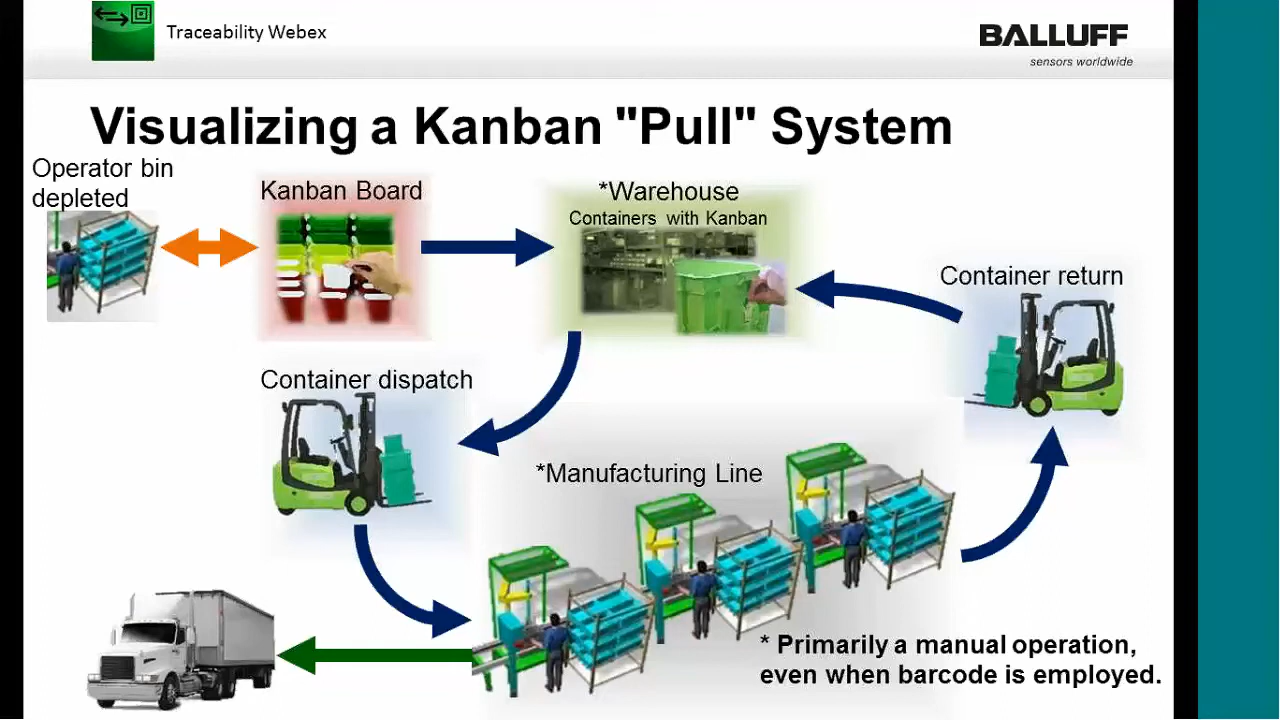 Traceability Webex
BALLUFF
sensors worldwide
Visualizing a Kanban "Pull" System
Operator bin
depleted
Kanban Board
*Warehouse
Containers with Kanban
Container return
Container dispatch
*Manufacturing Line
* Primarily a manual operation,
even when barcode is employed.